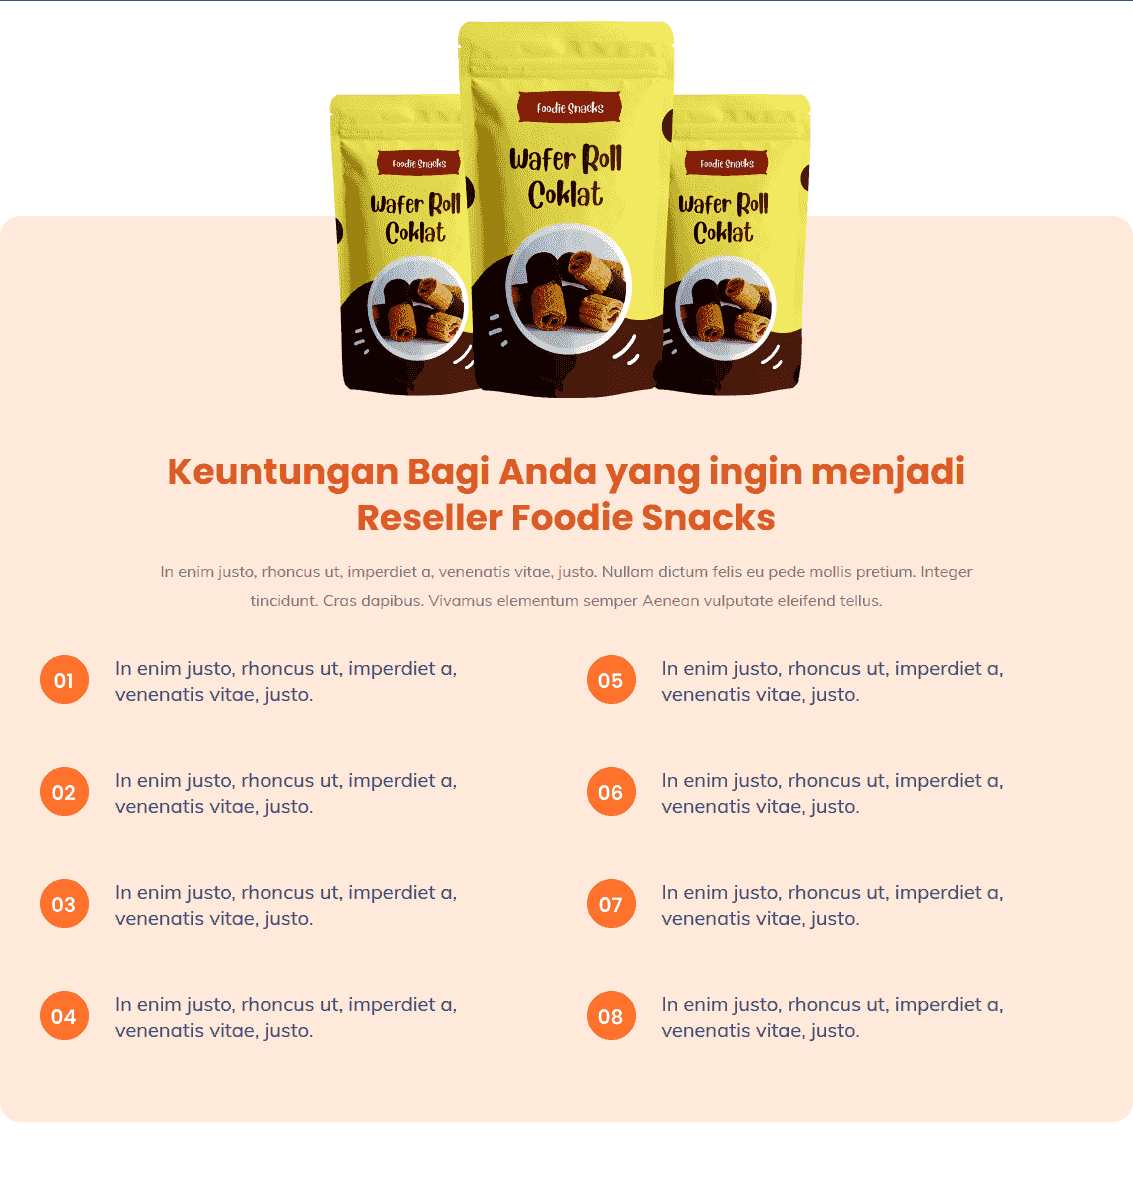 Foodie Snacks
Wafer Roll
Coklat
Foodie Snacks
Wafer Roll
Coklat
Foodie Snacks
Wafer Roll
Coklat
Keuntungan Bagi Anda yang ingin menjadi
Reseller Foodie Snacks
In enim justo, rhoncus ut, imperdiet a, venenatis vitae, justo. Nullam dictum felis eu pede mollis pretium. Integer
tincidunt. Cras dapibus. Vivamus elementum semper Aenean vulputate eleifend tellus.
01
In enim justo, rhoncus ut, imperdiet a,
venenatis vitae, justo.
02
In enim justo, rhoncus ut, imperdiet a,
venenatis vitae, justo.
03
In enim justo, rhoncus ut, imperdiet a,
venenatis vitae, justo.
04
In enim justo, rhoncus ut, imperdiet a,
venenatis vitae, justo.
05
In enim justo, rhoncus ut, imperdiet a,
venenatis vitae, justo.
06
In enim justo, rhoncus ut, imperdiet a,
venenatis vitae, justo.
07
In enim justo, rhoncus ut, imperdiet a,
venenatis vitae, justo.
08
In enim justo, rhoncus ut, imperdiet a,
venenatis vitae, justo.